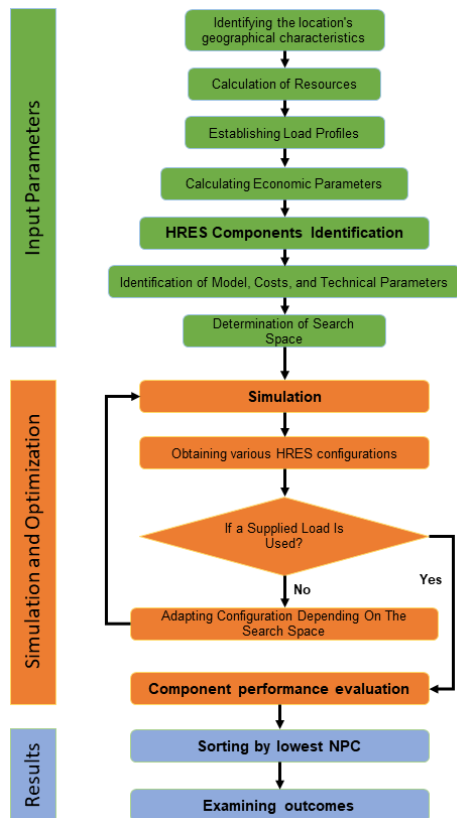 Input Parameters
Identifying the location's
geographical characteristics
Calculation of Resources
Establishing Load Profiles
Calculating Economic Parameters
HRES Components Identification
Identification of Model, Costs, and Technical Parameters
Determination of Search
Space
Simulation and Optimization
Simulation
Obtaining various HRES configurations
If a Supplied Load Is
Used?
No
Yes
Adapting Configuration Depending On The
Search Space
Component performance evaluation
Results
Sorting by lowest NPC
Examining outcomes